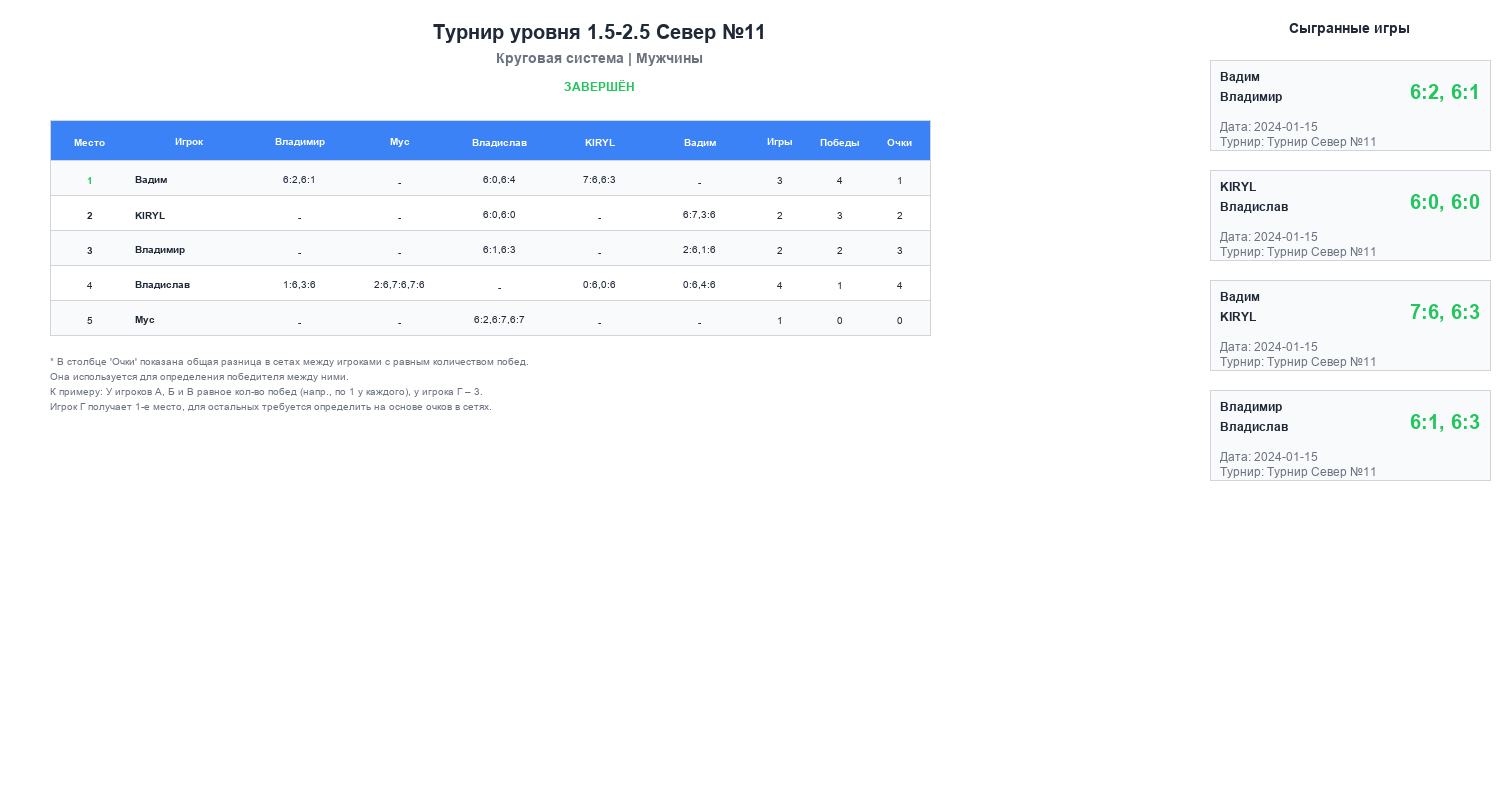 Турнир уровня 1.5-2.5 Север №11
Круговая система | Мужчины
ЗАВЕРШЁН
Место Игрок Владимир Мус Владислав KIRYL Вадим Игры Победы Очки
1 Вадим 6:2,6:1 - 6:0,6:4 7:6,6:3 - 3 4 1
2 KIRYL - - 6:0,6:0 - 6:7,3:6 2 3 2
3 Владимир - - 6:1,6:3 - 2:6,1:6 2 2 3
4 Владислав 1:6,3:6 2:6,7:6,7:6 - 0:6,0:6 0:6,4:6 4 1 4
5 Мус - - 6:2,6:7,6:7 - - 1 0 0
* В столбце 'Очки' показана общая разница в сетах между игроками с равным количеством побед.
Она используется для определения победителя между ними.
К примеру: У игроков А, Б и В равное кол-во побед (напр., по 1 у каждого), у игрока Г – 3.
Игрок Г получает 1-е место, для остальных требуется определить на основе очков в сетах.
Сыгранные игры
Вадим
Владимир
6:2, 6:1
Дата: 2024-01-15
Турнир: Турнир Север №11
KIRYL
Владислав
6:0, 6:0
Дата: 2024-01-15
Турнир: Турнир Север №11
Вадим
KIRYL
7:6, 6:3
Дата: 2024-01-15
Турнир: Турнир Север №11
Владимир
Владислав
6:1, 6:3
Дата: 2024-01-15
Турнир: Турнир Север №11